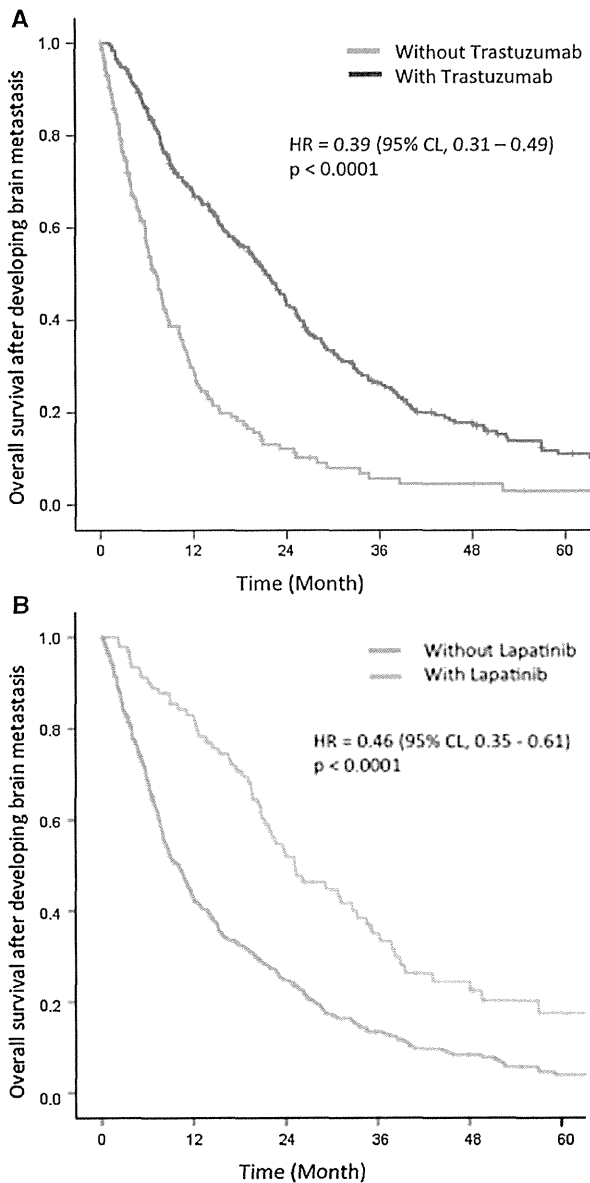 A
Overall survival after developing brain metastasis
1.0
0.8
0.6
0.4
0.2
0.0
Without Trastuzumab
With Trastuzumab
HR = 0.39 (95% CL, 0.31 – 0.49)
p < 0.0001
0 12 24 36 48 60
Time (Month)
B
Overall survival after developing brain metastasis
1.0
0.8
0.6
0.4
0.2
0.0
Without Lapatinib
With Lapatinib
HR = 0.46 (95% CL, 0.35 - 0.61)
p < 0.0001
0 12 24 36 48 60
Time (Month)